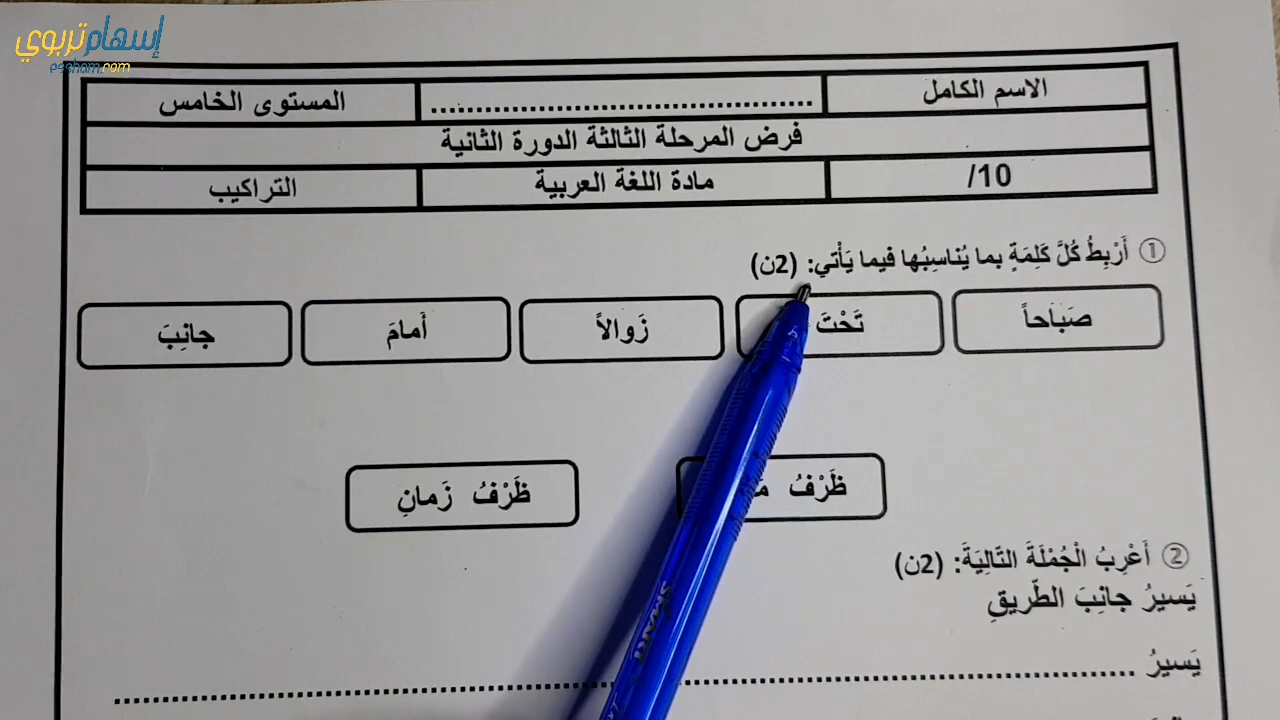 إسهام تربوي
essham.com
الاسم الكامل ........................................ المستوى الخامس
فرض المرحلة الثالثة الدورة الثانية
/10 مادة اللغة العربية التراكيب
① أَرْبِطُ كُلَّ كَلِمَةٍ بما يُناسِبُها فيما يَأْتي: (2ن)
صَبَاحاً تَحْتَ زَوالاً أَمامَ جانِبَ
ظَرْفُ ظَرْفُ زَمانِ
② أَعْرِبُ الْجُمْلَةَ التّالِيَةَ: (2ن)
يَسيرُ جانِبَ الطّريقِ
يَسيرُ ........................................